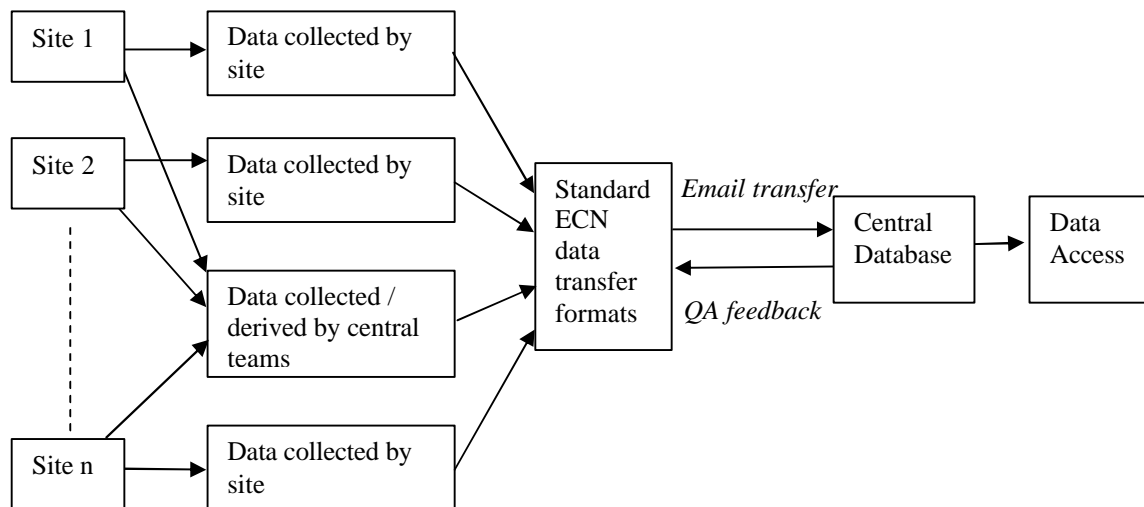 Site 1
Data collected by
site
Site 2
Data collected by
site
Data collected /
derived by central
teams
Site n
Data collected by
site
Standard
ECN
data
transfer
formats
Email transfer
QA feedback
Central
Database
Data
Access